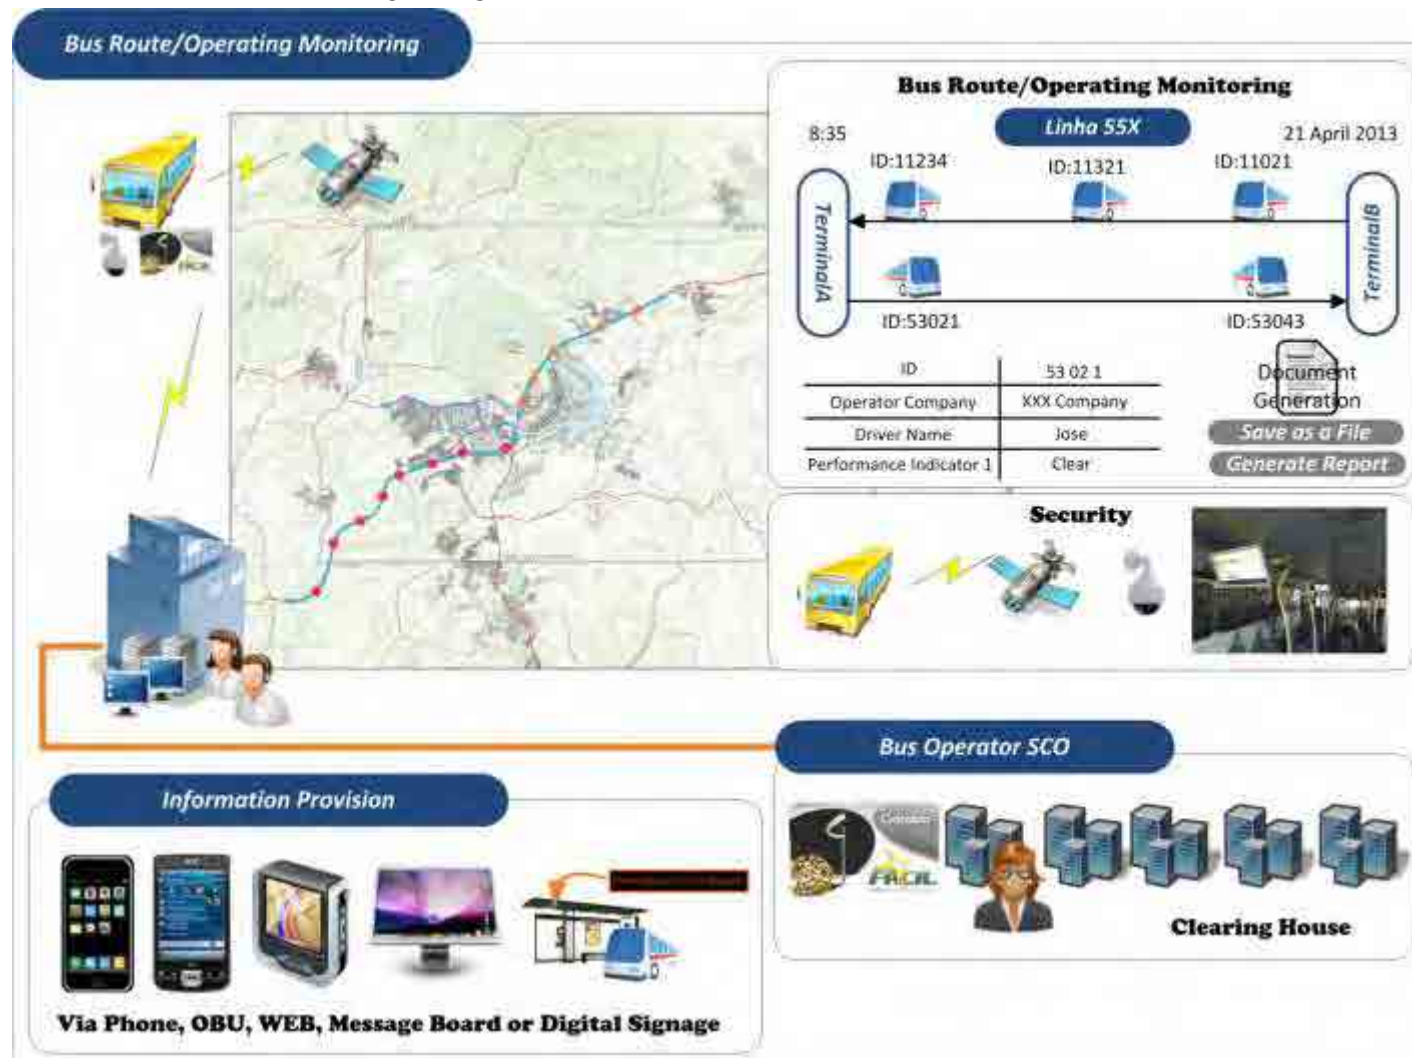 Bus Route/Operating Monitoring
Bus Route/Operating Monitoring
8:35
Linha 55X
21 April 2013
ID:11234
ID:11321
ID:11021
TerminalA
TerminalB
ID:53021
ID:53043
ID
53 02 1
Operator Company
XXX Company
Driver Name
Jose
Performance Indicator 1
Clear
Document
Generation
Save as a File
Generate Report
Security
Bus Operator SCO
FÁCIL
Clearing House
Information Provision
Via Phone, OBU, WEB, Message Board or Digital Signage